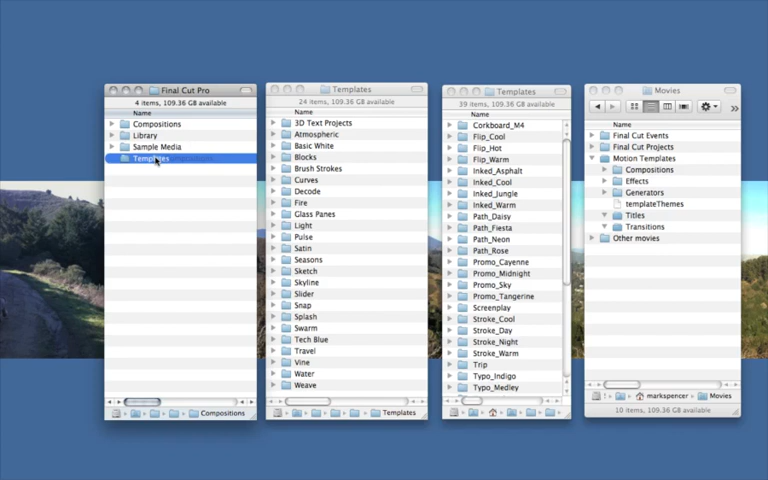 Final Cut Pro
4 items, 109.36 GB available
Name
Compositions
Library
Sample Media
Templates
Compositions
Templates
24 items, 109.36 GB available
Name
3D Text Projects
Atmospheric
Basic White
Blocks
Brush Strokes
Curves
Decode
Fire
Glass Panes
Light
Pulse
Satin
Seasons
Sketch
Skyline
Slider
Snap
Splash
Swarm
Tech Blue
Travel
Vine
Water
Weave
Templates
Templates
39 items, 109.36 GB available
Name
Corkboard_M4
Flip_Cool
Flip_Hot
Flip_Warm
Inked_Asphalt
Inked_Cool
Inked_Jungle
Inked_Warm
Path_Daisy
Path_Fiesta
Path_Neon
Path_Rose
Promo_Cayenne
Promo_Midnight
Promo_Sky
Promo_Tangerine
Screenplay
Stroke_Cool
Stroke_Day
Stroke_Night
Stroke_Warm
Trip
Typo_Indigo
Typo_Medley
Movies
Name
Final Cut Events
Final Cut Projects
Motion Templates
Compositions
Effects
Generators
templateThemes
Titles
Transitions
Other movies
markspencer
Movies
10 items, 109.36 GB available